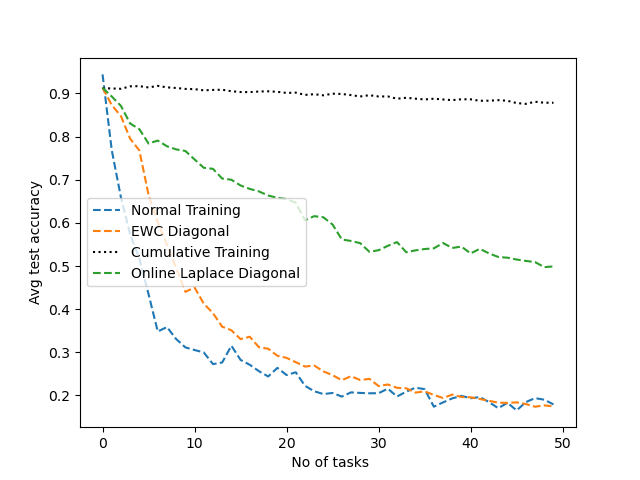 0.9
0.8
0.7
0.6
0.5
0.4
0.3
0.2
Avg test accuracy
Normal Training
EWC Diagonal
Cumulative Training
Online Laplace Diagonal
0 10 20 30 40 50
No of tasks